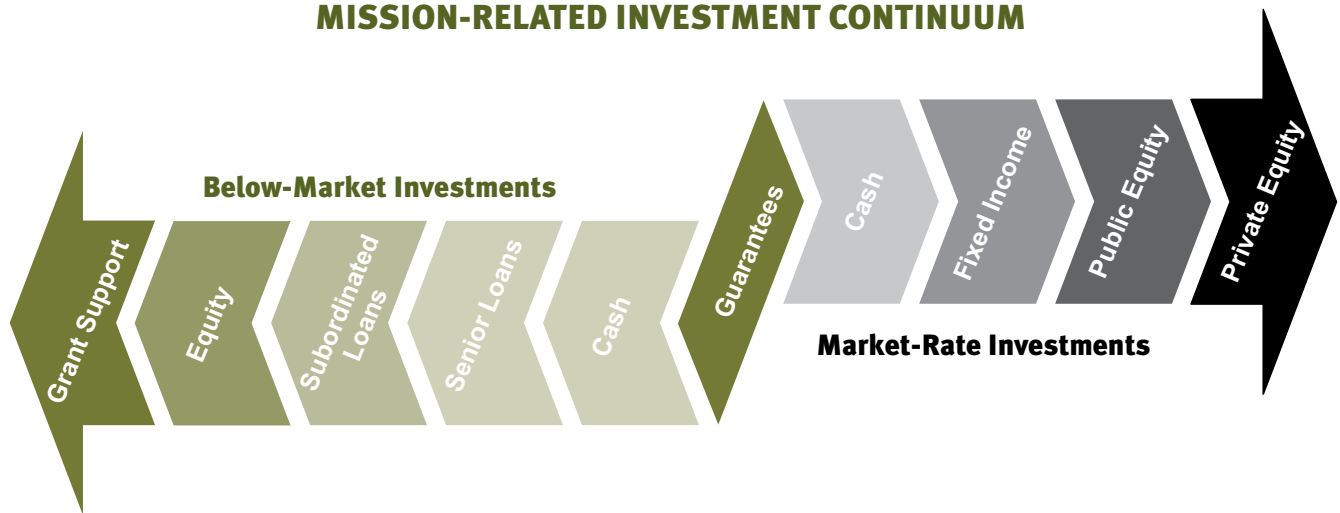 MISSION-RELATED INVESTMENT CONTINUUM
Below-Market Investments
Grant Support
Equity
Subordinated
Loans
Senior Loans
Cash
Guarantees
Cash
Fixed Income
Public Equity
Private Equity
Market-Rate Investments